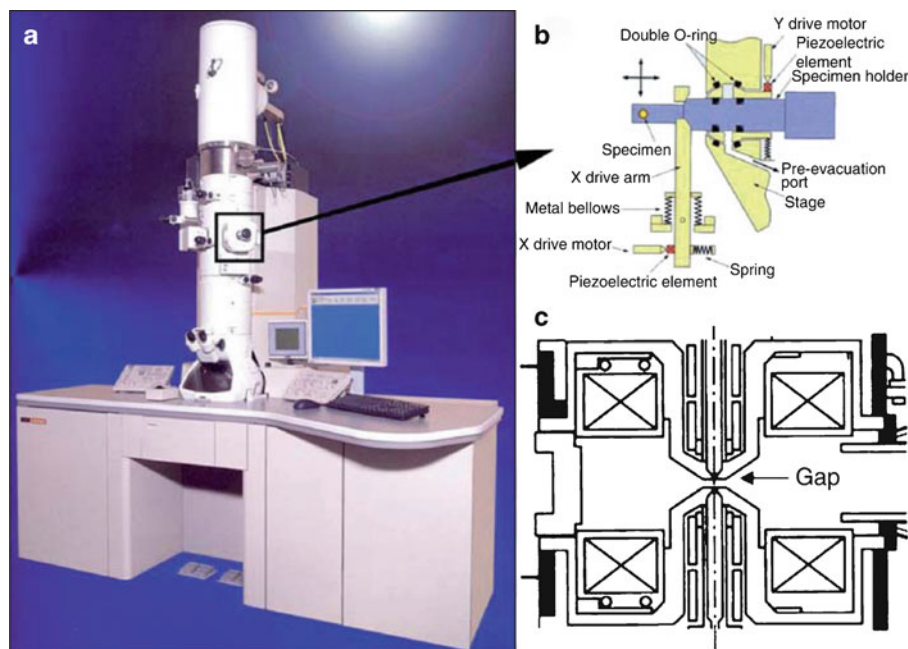 a
b
Double O-ring
Y drive motor
Piezoelectric
element
Specimen holder
Specimen
X drive arm
Pre-evacuation
port
Stage
Metal bellows
X drive motor
Piezoelectric element
Spring
c
Gap